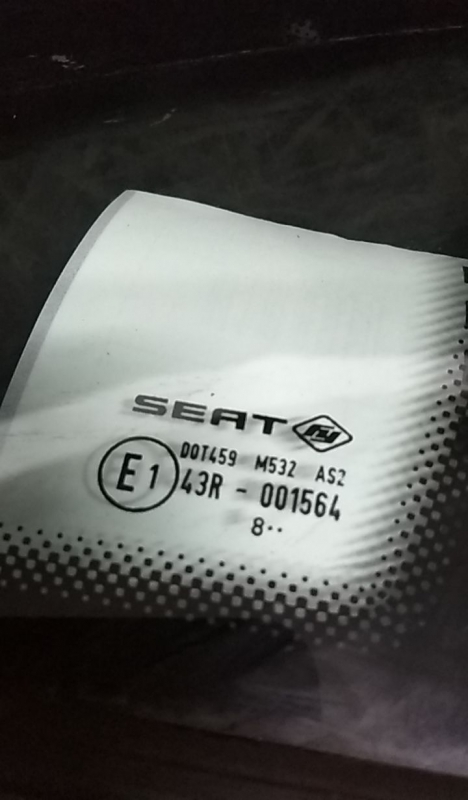 SEAT
DOT459 M532 AS2
E1 43R - 001564
8··